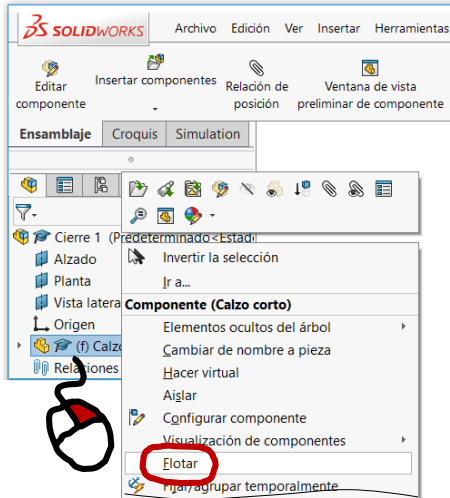 SOLIDWORKS
Archivo Edición Ver Insertar Herramientas
Editar componente
Insertar componentes
Relación de posición
Ventana de vista preliminar de componente
Ensamblaje Croquis Simulation
Cierre 1 (Predeterminado<Estad
Alzado
Planta
Vista latera
Origen
(f) Calzo
Relaciones
Invertir la selección
Ir a...
Componente (Calzo corto)
Elementos ocultos del árbol
Cambiar de nombre a pieza
Hacer virtual
Aislar
Configurar componente
Visualización de componentes
Flotar
Fijar/agrupar temporalmente